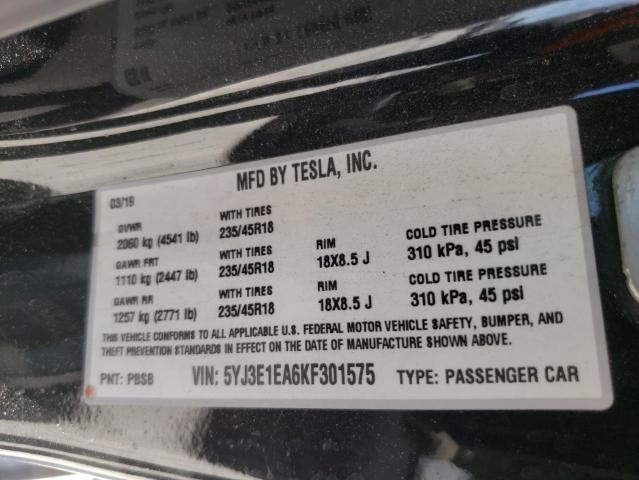 MFD BY TESLA, INC.
03/19
GVWR
2060 kg (4541 lb)
WITH TIRES
235/45R18
GAWR FRT
1110 kg (2447 lb)
WITH TIRES
235/45R18
RIM
18X8.5 J
COLD TIRE PRESSURE
310 kPa, 45 psi
GAWR RR
1257 kg (2771 lb)
WITH TIRES
235/45R18
RIM
18X8.5 J
COLD TIRE PRESSURE
310 kPa, 45 psi
THIS VEHICLE CONFORMS TO ALL APPLICABLE U.S. FEDERAL MOTOR VEHICLE SAFETY, BUMPER, AND
THEFT PREVENTION STANDARDS IN EFFECT ON THE DATE OF MANUFACTURE SHOWN ABOVE.
PNT: PBSB VIN: 5YJ3E1EA6KF301575 TYPE: PASSENGER CAR